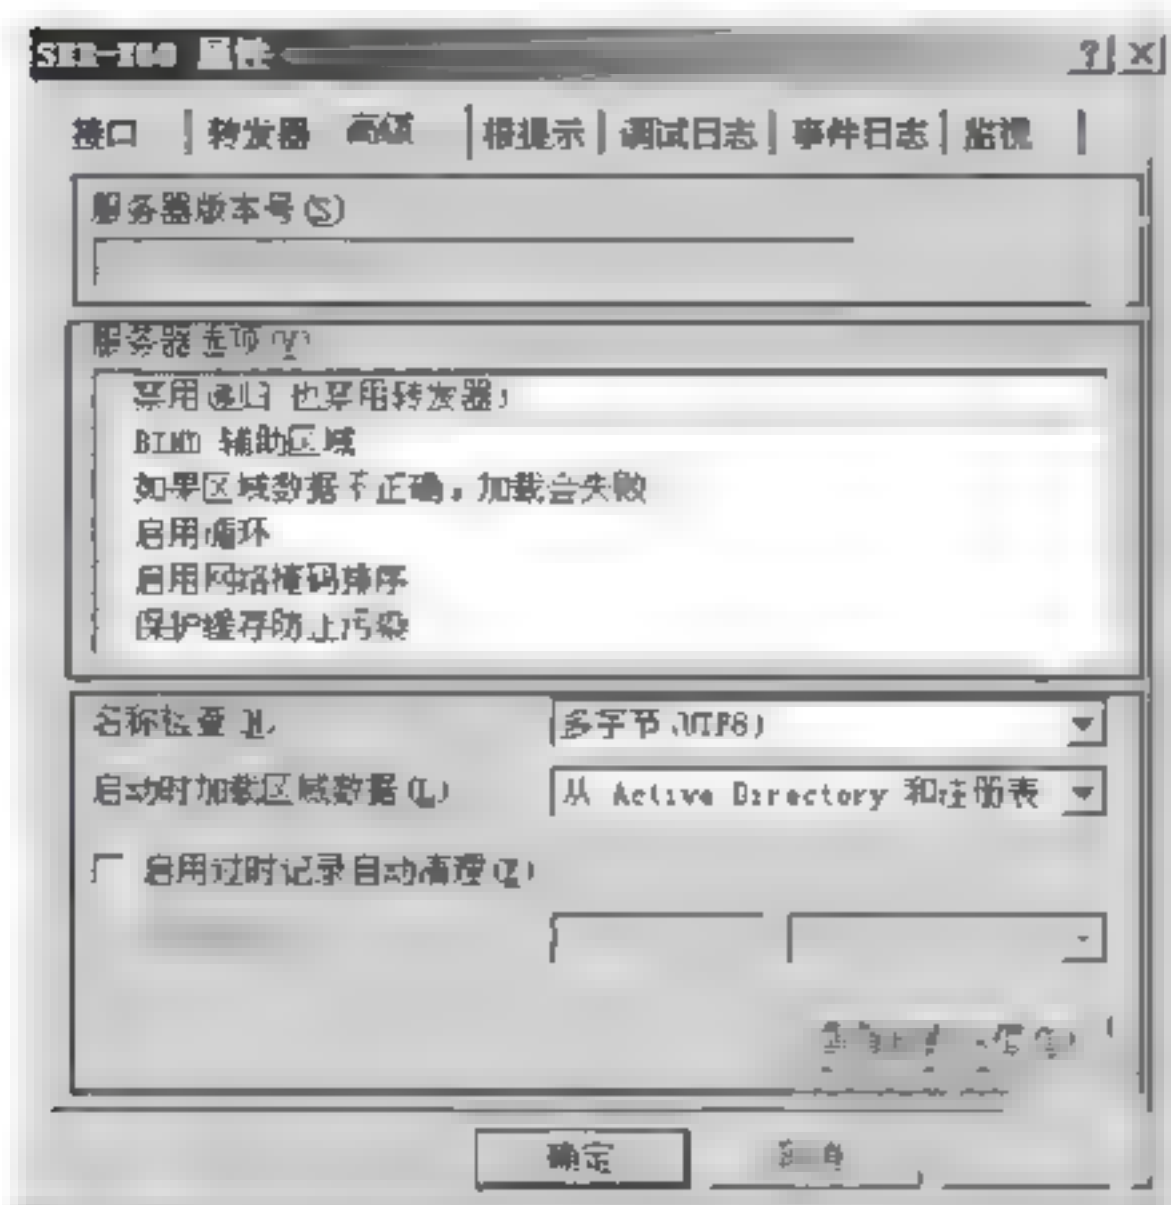 属性
接口 转发器 高级 根提示 调试日志 事件日志 监视
服务器版本号(S)
服务器选项(V)
禁用递归(也禁用转发器)
BIND 辅助区域
如果区域数据不正确，加载会失败
启用循环
启用网络掩码排序
保护缓存防止污染
名称检查(N) 多字节(UTF8)
启动时加载区域数据(L) 从 Active Directory 和注册表
启用过时记录自动清理(E)
确定